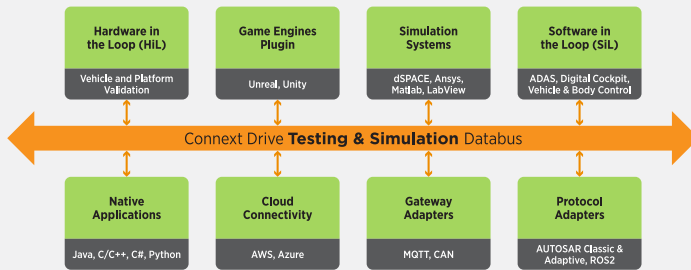 Hardware in
the Loop (HiL)
Vehicle and Platform
Validation
Game Engines
Plugin
Unreal, Unity
Simulation
Systems
dSPACE, Ansys,
Matlab, LabView
Software in
the Loop (SiL)
ADAS, Digital Cockpit,
Vehicle & Body Control
Connext Drive Testing & Simulation Databus
Native
Applications
Java, C/C++, C#, Python
Cloud
Connectivity
AWS, Azure
Gateway
Adapters
MQTT, CAN
Protocol
Adapters
AUTOSAR Classic &
Adaptive, ROS2